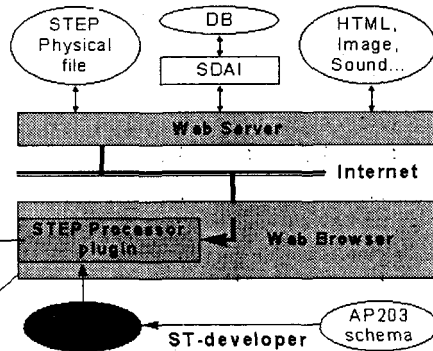 STEP
Physical
file
DB
SDAI
HTML,
Image,
Sound...
Web Server
Internet
STEP Processor
plugin
Web Browser
ST-developer
AP203
schema